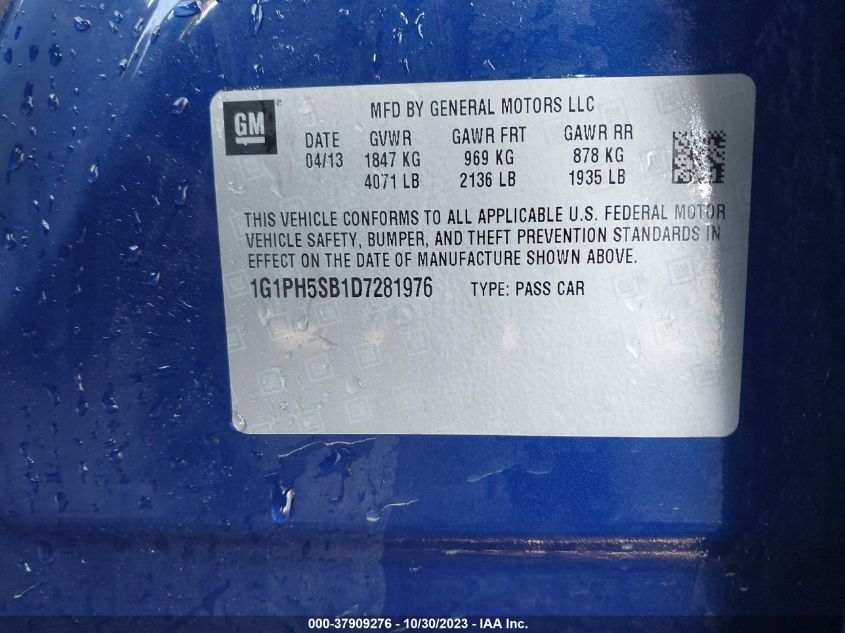 GM ®
MFD BY GENERAL MOTORS LLC
DATE GVWR GAWR FRT GAWR RR
04/13 1847 KG 969 KG 878 KG
4071 LB 2136 LB 1935 LB
THIS VEHICLE CONFORMS TO ALL APPLICABLE U.S. FEDERAL MOTOR
VEHICLE SAFETY, BUMPER, AND THEFT PREVENTION STANDARDS IN
EFFECT ON THE DATE OF MANUFACTURE SHOWN ABOVE.
1G1PH5SB1D7281976 TYPE: PASS CAR
000-37909276 - 10/30/2023 - IAA Inc.